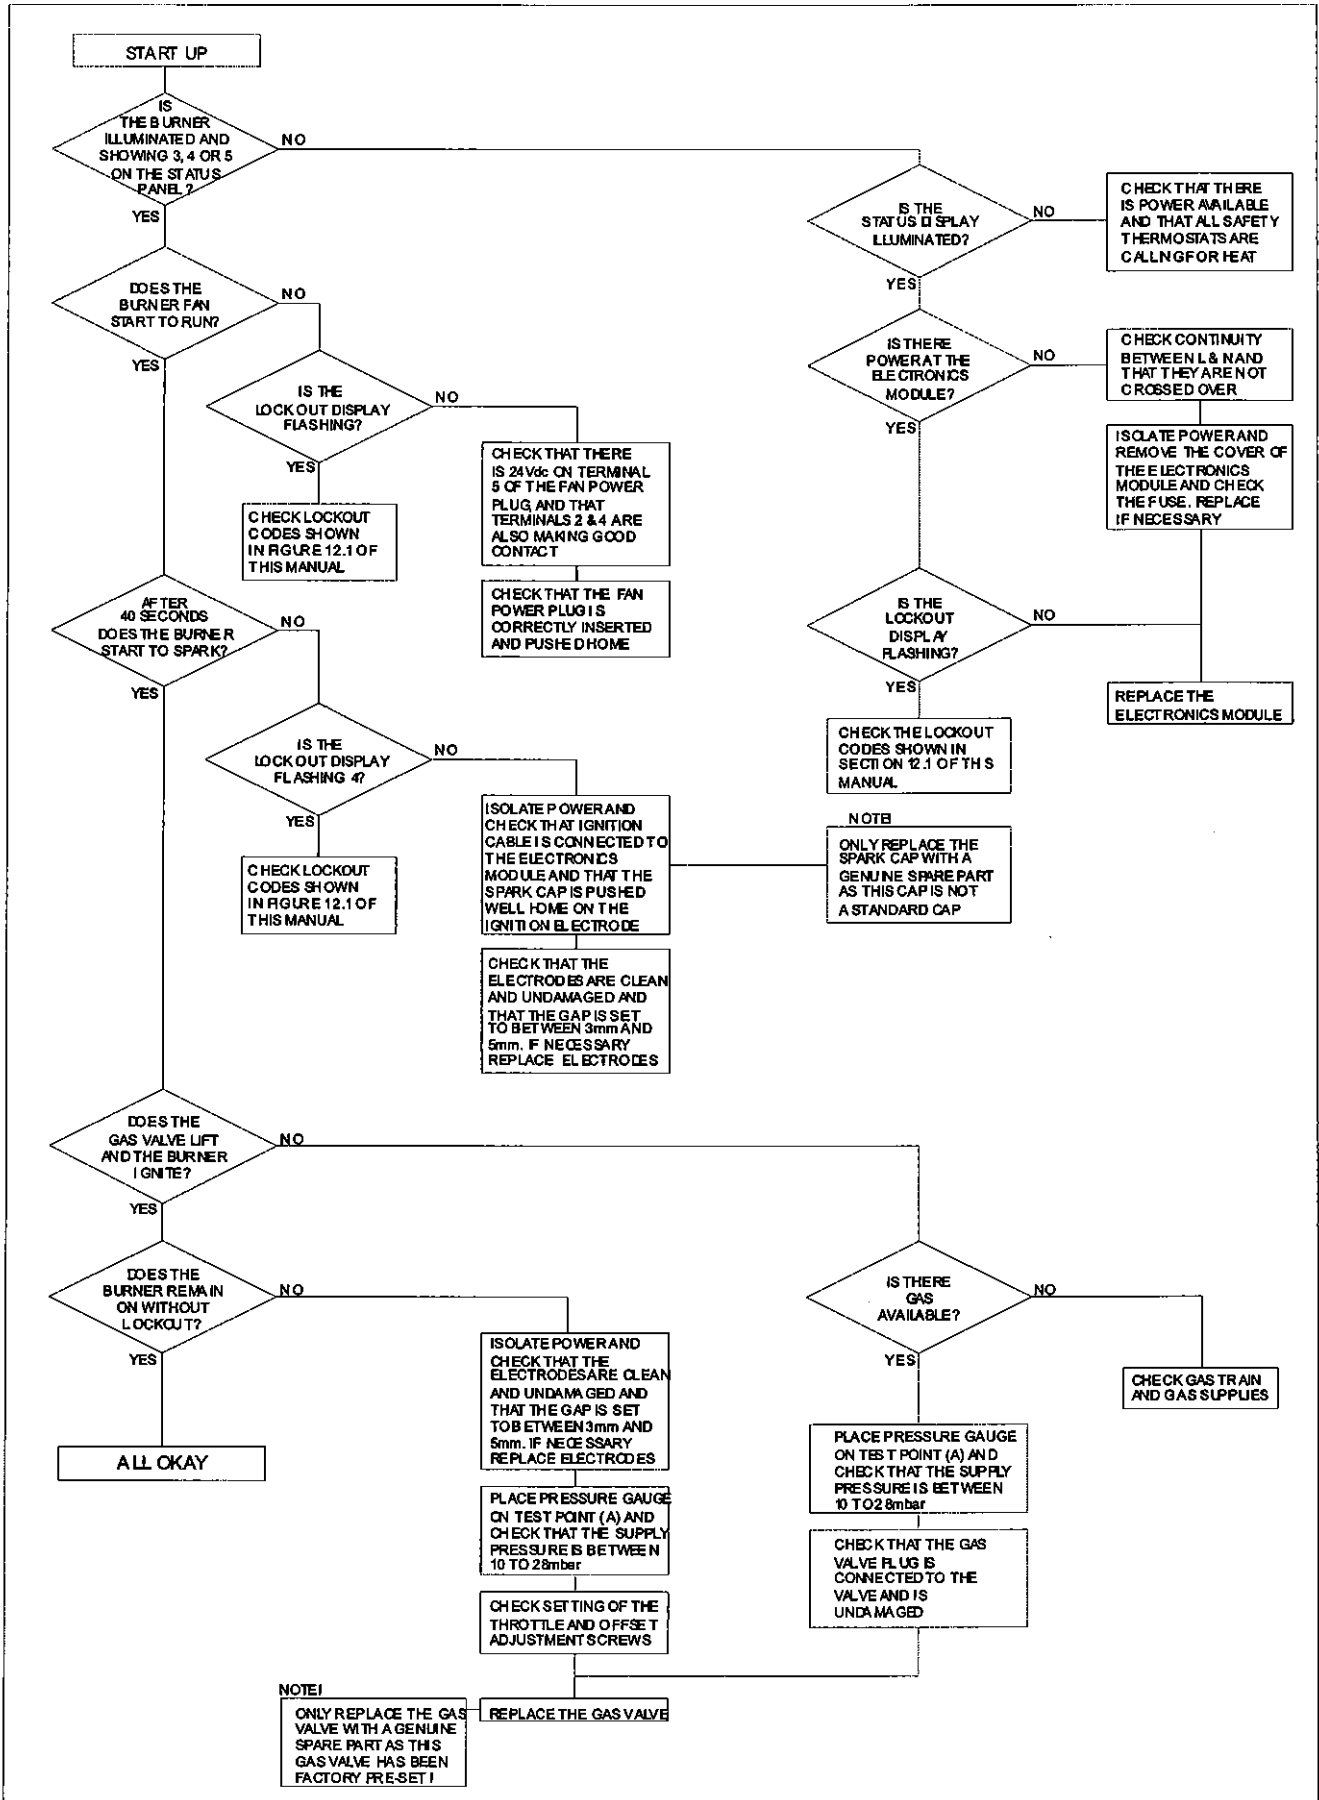 START UP
IS
THE BURNER
ILLUMINATED AND
SHOWING 3, 4 OR 5
ON THE STATUS
PANEL?
NO
YES
IS THE
STATUS DISPLAY
ILLUMINATED?
NO
YES
CHECK THAT THERE
IS POWER AVAILABLE
AND THAT ALL SAFETY
THERMOSTATS ARE
CALLNG FOR HEAT
DOES THE
BURNER FAN
START TO RUN?
NO
YES
IS THERE
POWER AT THE
ELECTRONICS
MODULE?
NO
YES
CHECK CONTINUITY
BETWEEN L & N AND
THAT THEY ARE NOT
CROSSED OVER
ISOLATE POWER AND
REMOVE THE COVER OF
THE ELECTRONICS
MODULE AND CHECK
THE FUSE. REPLACE
IF NECESSARY
IS THE
LOCKOUT DISPLAY
FLASHING?
NO
YES
CHECK LOCKOUT
CODES SHOWN
IN FIGURE 12.1 OF
THIS MANUAL
CHECK THAT THERE
IS 24Vdc ON TERMINAL
5 OF THE FAN POWER
PLUG, AND THAT
TERMINALS 2 & 4 ARE
ALSO MAKING GOOD
CONTACT
CHECK THAT THE FAN
POWER PLUG IS
CORRECTLY INSERTED
AND PUSHED HOME
IS THE
LOCKOUT
DISPLAY
FLASHING?
NO
YES
REPLACE THE
ELECTRONICS MODULE
CHECK THE LOCKOUT
CODES SHOWN IN
SECTION 12.1 OF THIS
MANUAL
AFTER
40 SECONDS
DOES THE BURNER
START TO SPARK?
NO
YES
IS THE
LOCKOUT DISPLAY
FLASHING 4?
NO
YES
CHECK LOCKOUT
CODES SHOWN
IN FIGURE 12.1 OF
THIS MANUAL
ISOLATE POWER AND
CHECK THAT IGNITION
CABLE IS CONNECTED TO
THE ELECTRONICS
MODULE AND THAT THE
SPARK CAP IS PUSHED
WELL HOME ON THE
IGNITION ELECTRODE
NOTE!
ONLY REPLACE THE
SPARK CAP WITH A
GENUINE SPARE PART
AS THIS CAP IS NOT
A STANDARD CAP
CHECK THAT THE
ELECTRODES ARE CLEAN
AND UNDAMAGED AND
THAT THE GAP IS SET
TO BETWEEN 3mm AND
5mm. IF NECESSARY
REPLACE ELECTRODES
DOES THE
GAS VALVE LIFT
AND THE BURNER
IGNITE?
NO
YES
DOES THE
BURNER REMAIN
ON WITHOUT
LOCKOUT?
NO
YES
ALL OKAY
IS THERE
GAS
AVAILABLE?
NO
YES
CHECK GAS TRAIN
AND GAS SUPPLIES
ISOLATE POWER AND
CHECK THAT THE
ELECTRODES ARE CLEAN
AND UNDAMAGED AND
THAT THE GAP IS SET
TO BETWEEN 3mm AND
5mm. IF NECESSARY
REPLACE ELECTRODES
PLACE PRESSURE GAUGE
ON TEST POINT (A) AND
CHECK THAT THE SUPPLY
PRESSURE IS BETWEEN
10 TO 28mbar
CHECK SETTING OF THE
THROTTLE AND OFFSET
ADJUSTMENT SCREWS
PLACE PRESSURE GAUGE
ON TEST POINT (A) AND
CHECK THAT THE SUPPLY
PRESSURE IS BETWEEN
10 TO 28mbar
CHECK THAT THE GAS
VALVE PLUG IS
CONNECTED TO THE
VALVE AND IS
UNDAMAGED
REPLACE THE GAS VALVE
NOTE!
ONLY REPLACE THE GAS
VALVE WITH A GENUINE
SPARE PART AS THIS
GAS VALVE HAS BEEN
FACTORY PRE-SET !